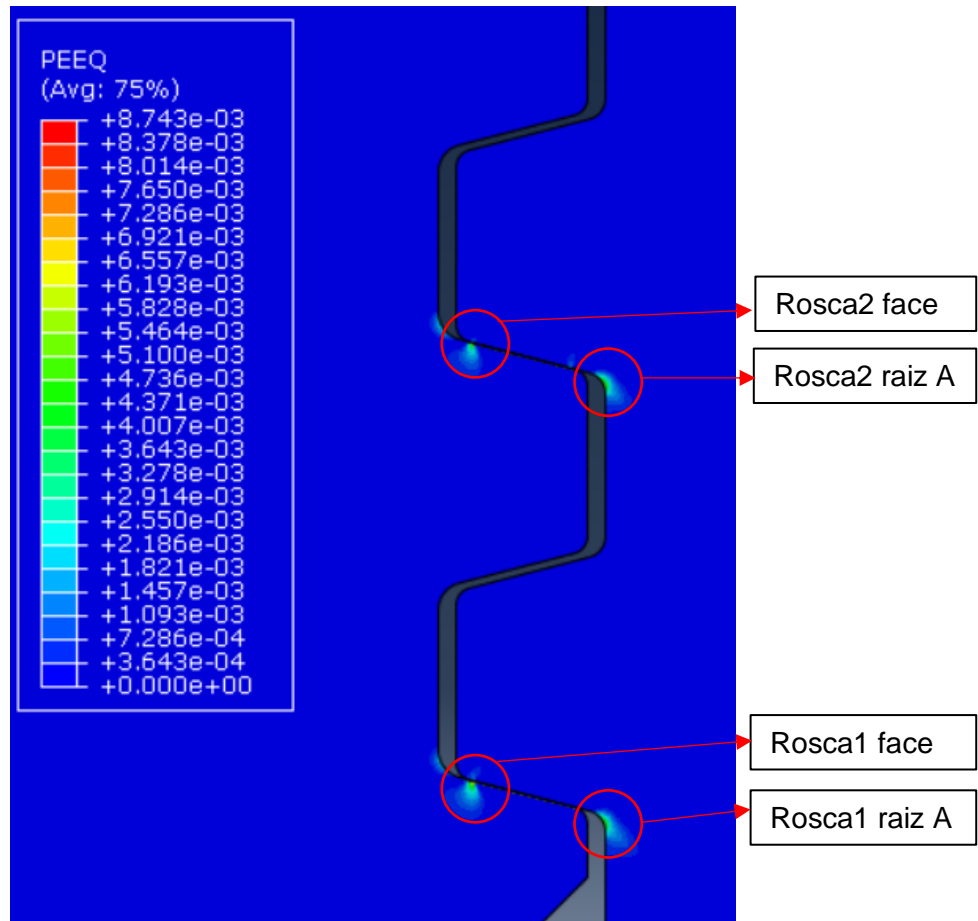 PEEQ
(Avg: 75%)
+8.743e-03
+8.378e-03
+8.014e-03
+7.650e-03
+7.286e-03
+6.921e-03
+6.557e-03
+6.193e-03
+5.828e-03
+5.464e-03
+5.100e-03
+4.736e-03
+4.371e-03
+4.007e-03
+3.643e-03
+3.278e-03
+2.914e-03
+2.550e-03
+2.186e-03
+1.821e-03
+1.457e-03
+1.093e-03
+7.286e-04
+3.643e-04
+0.000e+00
Rosca2 face
Rosca2 raiz A
Rosca1 face
Rosca1 raiz A